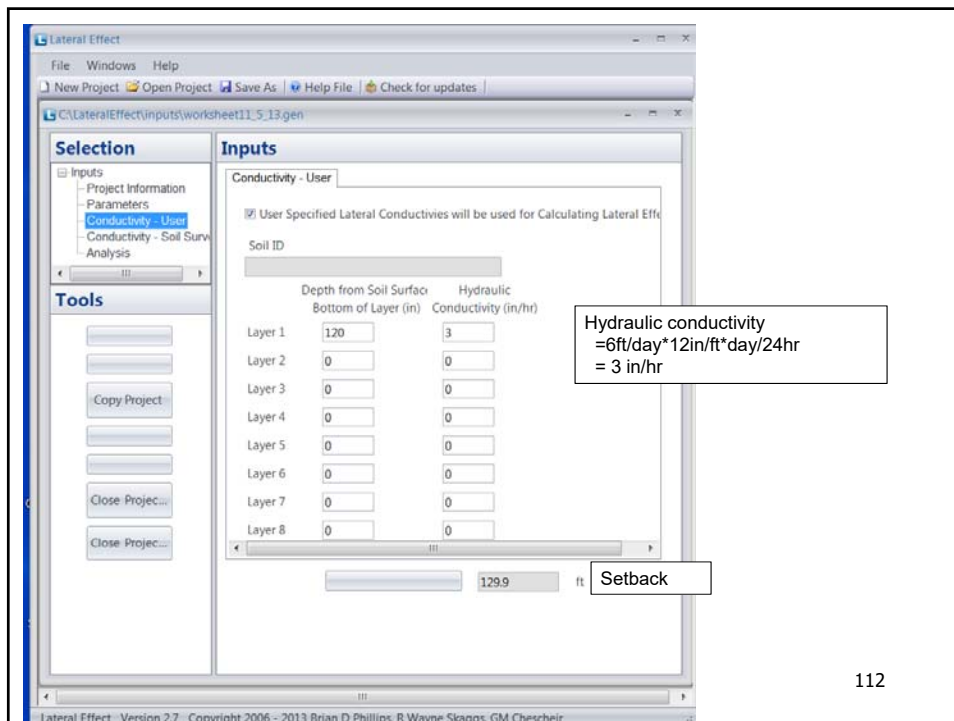 Lateral Effect
File Windows Help
New Project Open Project Save As Help File Check for updates
C:\LateralEffect\inputs\worksheet11_5_13.gen
Selection
Inputs
Project Information
Parameters
Conductivity - User
Conductivity - Soil Surv
Analysis
Tools
Copy Project
Close Projec...
Close Projec...
Inputs
Conductivity - User
User Specified Lateral Conductivies will be used for Calculating Lateral Effe
Soil ID
Depth from Soil Surface Hydraulic
Bottom of Layer (in) Conductivity (in/hr)
Layer 1 120 3
Layer 2 0 0
Layer 3 0 0
Layer 4 0 0
Layer 5 0 0
Layer 6 0 0
Layer 7 0 0
Layer 8 0 0
129.9 ft Setback
Hydraulic conductivity
=6ft/day*12in/ft*day/24hr
= 3 in/hr
112
Lateral Effect Version 2.7 Copyright 2006 - 2013 Brian D Phillips, R Wayne Skaggs, GM Chescheir